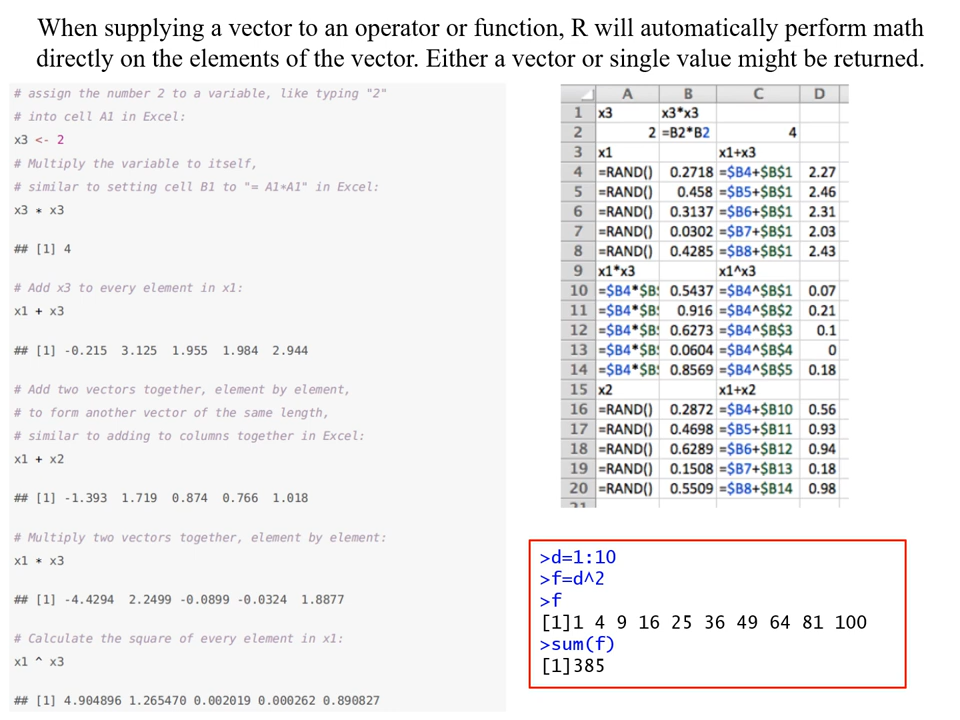 When supplying a vector to an operator or function, R will automatically perform math
directly on the elements of the vector. Either a vector or single value might be returned.
# assign the number 2 to a variable, like typing "2"
# into cell A1 in Excel:
x3 <- 2
# Multiply the variable to itself,
# similar to setting cell B1 to "= A1*A1" in Excel:
x3 * x3
## [1] 4
# Add x3 to every element in x1:
x1 + x3
## [1] -0.215 3.125 1.955 1.984 2.944
# Add two vectors together, element by element,
# to form another vector of the same length,
# similar to adding to columns together in Excel:
x1 + x2
## [1] -1.393 1.719 0.874 0.766 1.018
# Multiply two vectors together, element by element:
x1 * x3
## [1] -4.4294 2.2499 -0.0899 -0.0324 1.8877
# Calculate the square of every element in x1:
x1 ^ x3
## [1] 4.904896 1.265470 0.002019 0.000262 0.890827
A B C D
1 x3 x3*x3
2 2 =B2*B2 4
3 x1 x1+x3
4 =RAND() 0.2718 =$B4+$B$1 2.27
5 =RAND() 0.458 =$B5+$B$1 2.46
6 =RAND() 0.3137 =$B6+$B$1 2.31
7 =RAND() 0.0302 =$B7+$B$1 2.03
8 =RAND() 0.4285 =$B8+$B$1 2.43
9 x1*x3 x1^x3
10 =$B4*$B 0.5437 =$B4^$B$1 0.07
11 =$B4*$B 0.916 =$B4^$B$2 0.21
12 =$B4*$B 0.6273 =$B4^$B$3 0.1
13 =$B4*$B 0.0604 =$B4^$B$4 0
14 =$B4*$B 0.8569 =$B4^$B$5 0.18
15 x2 x1+x2
16 =RAND() 0.2872 =$B4+$B10 0.56
17 =RAND() 0.4698 =$B5+$B11 0.93
18 =RAND() 0.6289 =$B6+$B12 0.94
19 =RAND() 0.1508 =$B7+$B13 0.18
20 =RAND() 0.5509 =$B8+$B14 0.98
>d=1:10
>f=d^2
>f
[1]1 4 9 16 25 36 49 64 81 100
>sum(f)
[1]385